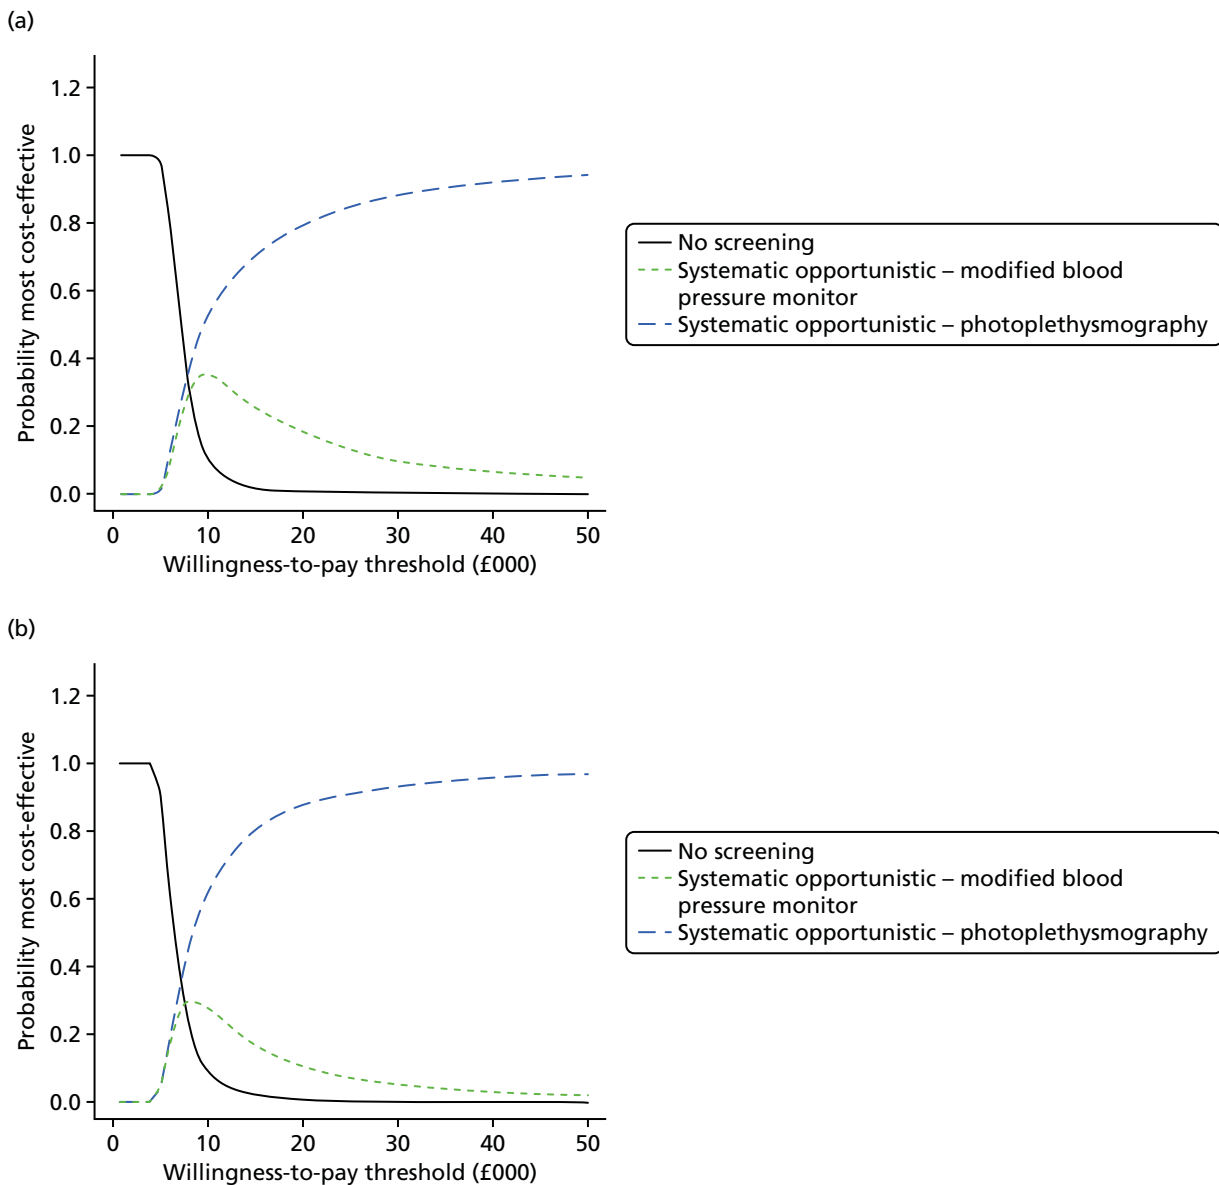 (a)
Probability most cost-effective
1.2
1.0
0.8
0.6
0.4
0.2
0.0
0 10 20 30 40 50
Willingness-to-pay threshold (£000)
No screening
Systematic opportunistic – modified blood
pressure monitor
Systematic opportunistic – photoplethysmography
(b)
Probability most cost-effective
1.2
1.0
0.8
0.6
0.4
0.2
0.0
0 10 20 30 40 50
Willingness-to-pay threshold (£000)
No screening
Systematic opportunistic – modified blood
pressure monitor
Systematic opportunistic – photoplethysmography